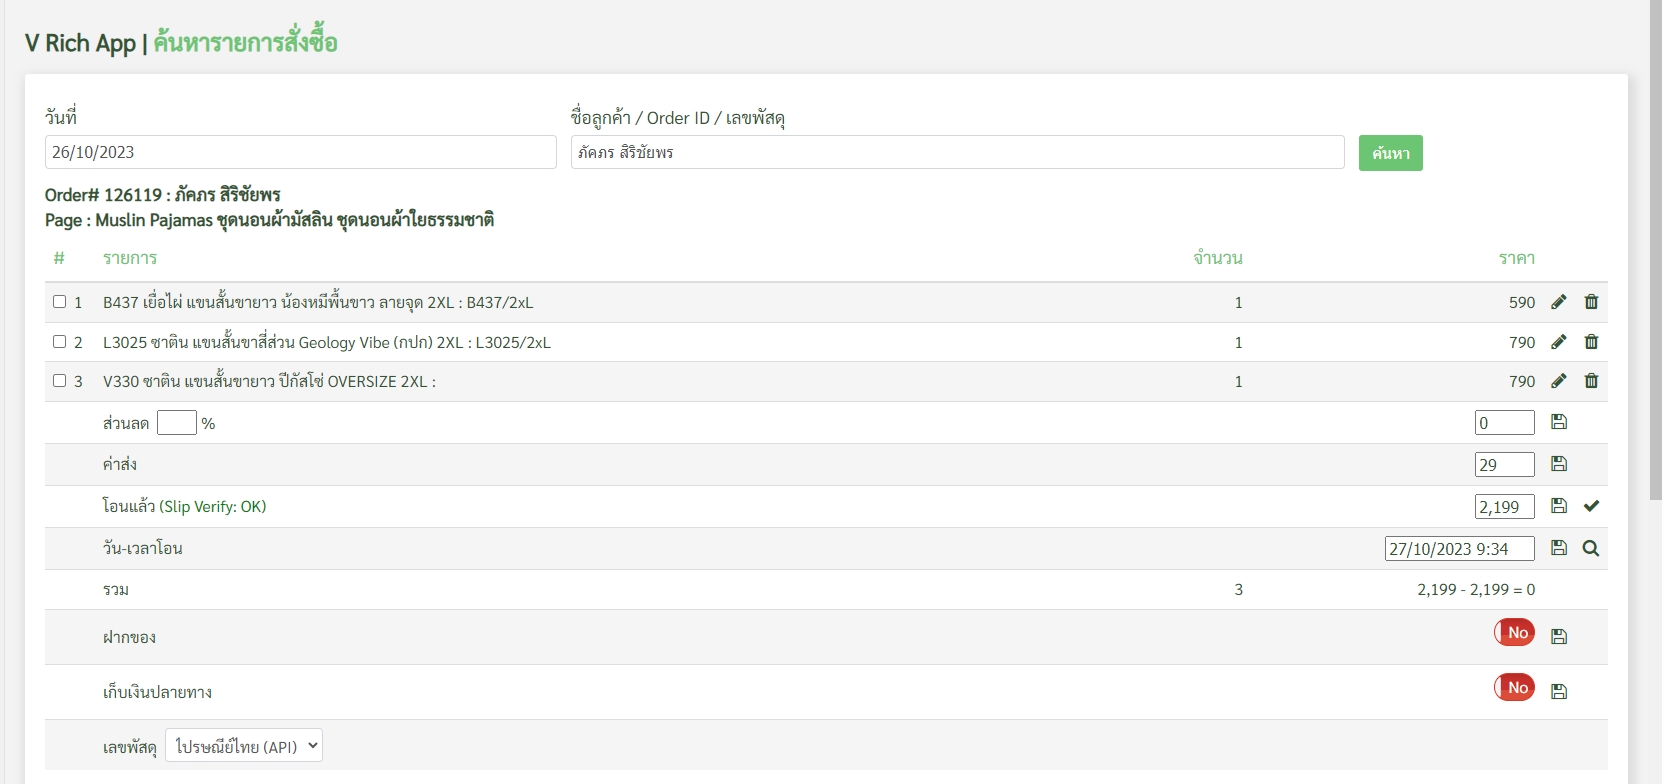 V Rich App | ค้นหารายการสั่งซื้อ
วันที่ ชื่อลูกค้า / Order ID / เลขพัสดุ
26/10/2023 ภัคภร สิริชัยพร ค้นหา
Order# 126119 : ภัคภร สิริชัยพร
Page : Muslin Pajamas ชุดนอนผ้ามัสลิน ชุดนอนผ้าใยธรรมชาติ
# รายการ จำนวน ราคา
1 B437 เยื่อไผ่ แขนสั้นขายาว น้องหมีพื้นขาว ลายจุด 2XL : B437/2xL 1 590
2 L3025 ซาติน แขนสั้นขาสี่ส่วน Geology Vibe (กปก) 2XL : L3025/2xL 1 790
3 V330 ซาติน แขนสั้นขายาว ปีกัสโซ่ OVERSIZE 2XL : 1 790
ส่วนลด % 0
ค่าส่ง 29
โอนแล้ว (Slip Verify: OK) 2,199
วัน-เวลาโอน 27/10/2023 9:34
รวม 3 2,199 - 2,199 = 0
ฝากของ No
เก็บเงินปลายทาง No
เลขพัสดุ ไปรษณีย์ไทย (API)